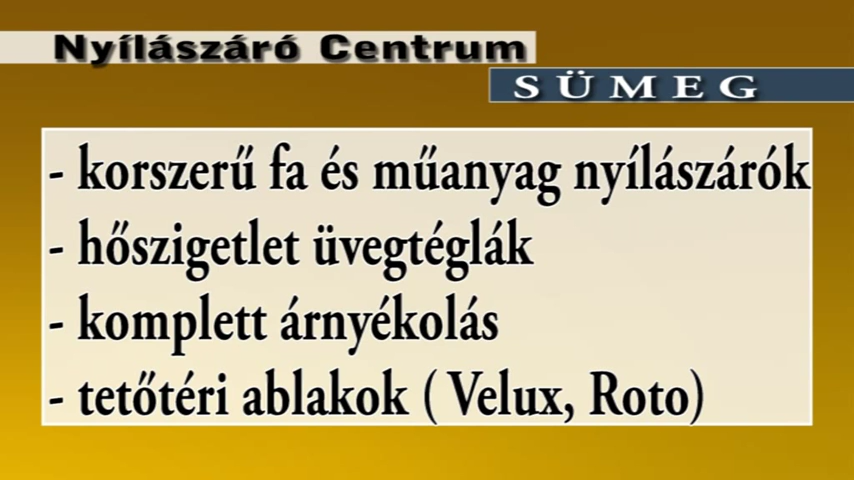 Nyílászáró Centrum
SÜMEG
- korszerű fa és műanyag nyílászárók
- hőszigetlet üvegtéglák
- komplett árnyékolás
- tetőtéri ablakok ( Velux, Roto)